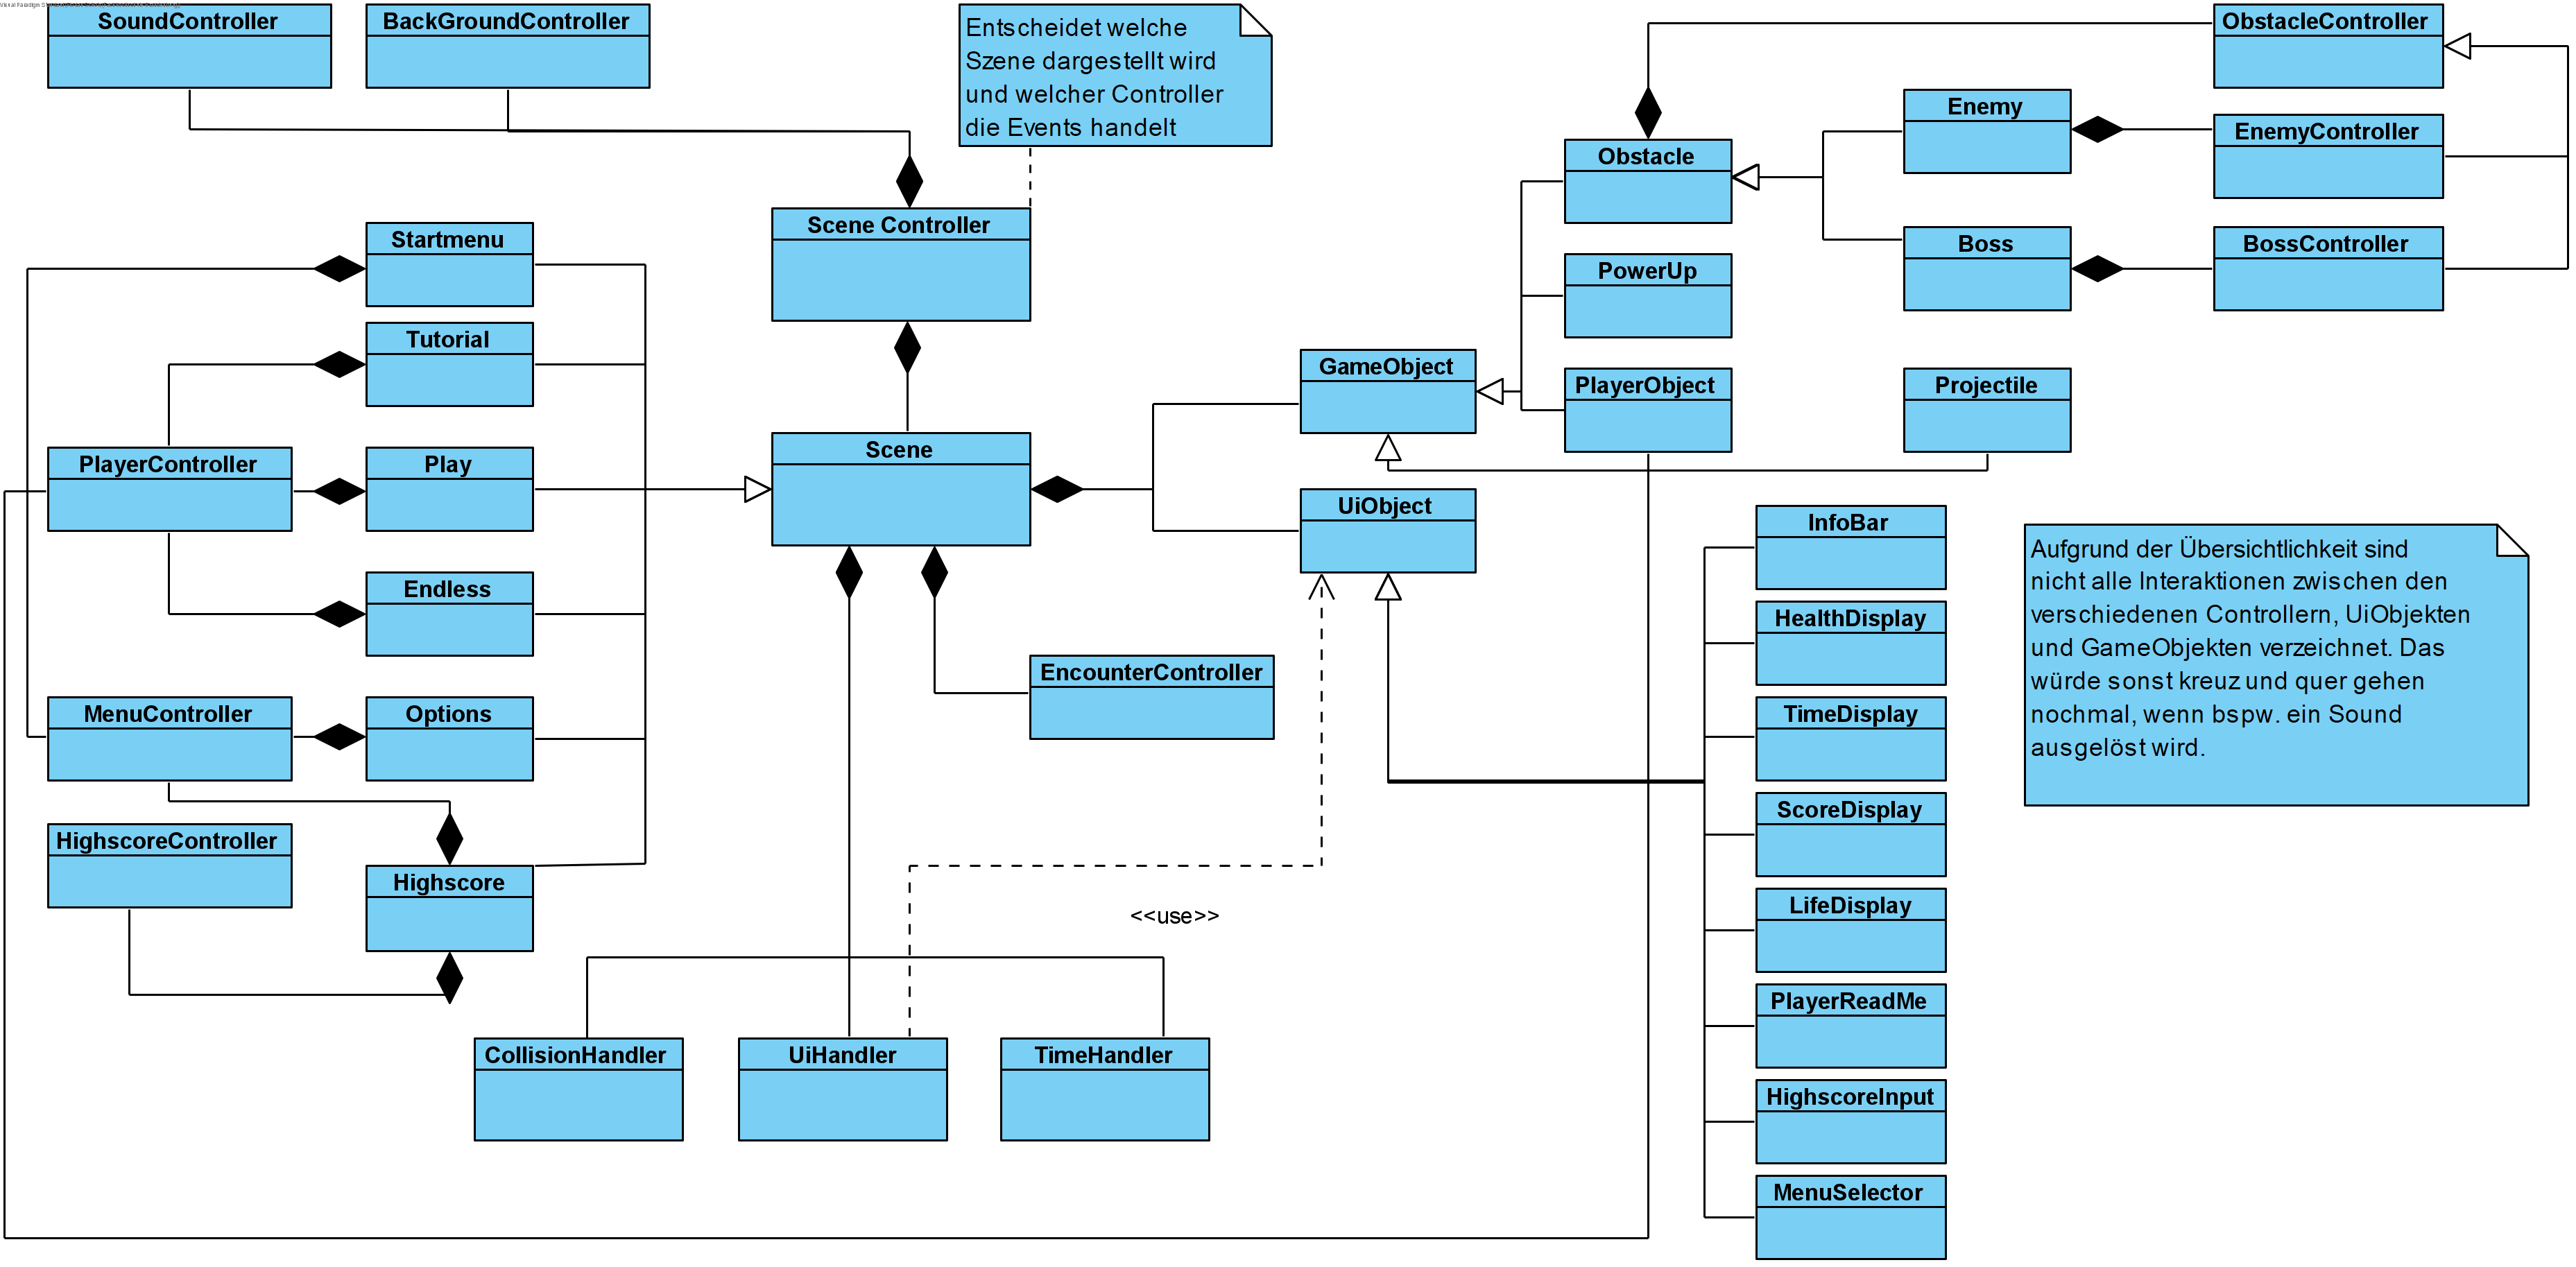 SoundController
BackGroundController
Entscheidet welche
Szene dargestellt wird
und welcher Controller
die Events handelt
ObstacleController
Enemy
EnemyController
Obstacle
Scene Controller
Startmenu
Boss
BossController
PowerUp
Tutorial
GameObject
PlayerObject
Projectile
PlayerController
Play
Scene
UiObject
InfoBar
Aufgrund der Übersichtlichkeit sind
nicht alle Interaktionen zwischen den
verschiedenen Controllern, UiObjekten
und GameObjekten verzeichnet. Das
würde sonst kreuz und quer gehen
nochmal, wenn bspw. ein Sound
ausgelöst wird.
Endless
HealthDisplay
EncounterController
MenuController
Options
TimeDisplay
ScoreDisplay
HighscoreController
Highscore
LifeDisplay
<<use>>
PlayerReadMe
CollisionHandler
UiHandler
TimeHandler
HighscoreInput
MenuSelector